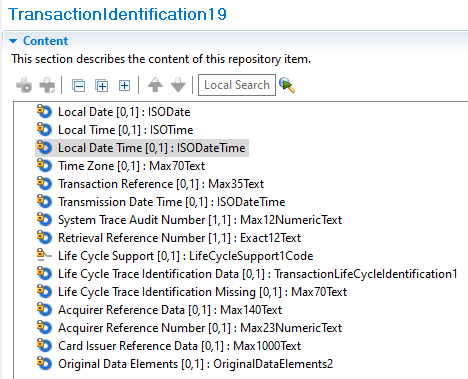 TransactionIdentification19
Content
This section describes the content of this repository item.
Local Search
Local Date [0,1] : ISODate
Local Time [0,1] : ISOTime
Local Date Time [0,1] : ISODateTime
Time Zone [0,1] : Max70Text
Transaction Reference [0,1] : Max35Text
Transmission Date Time [0,1] : ISODateTime
System Trace Audit Number [1,1] : Max12NumericText
Retrieval Reference Number [1,1] : Exact12Text
Life Cycle Support [0,1] : LifeCycleSupport1Code
Life Cycle Trace Identification Data [0,1] : TransactionLifeCycleIdentification1
Life Cycle Trace Identification Missing [0,1] : Max70Text
Acquirer Reference Data [0,1] : Max140Text
Acquirer Reference Number [0,1] : Max23NumericText
Card Issuer Reference Data [0,1] : Max1000Text
Original Data Elements [0,1] : OriginalDataElements2